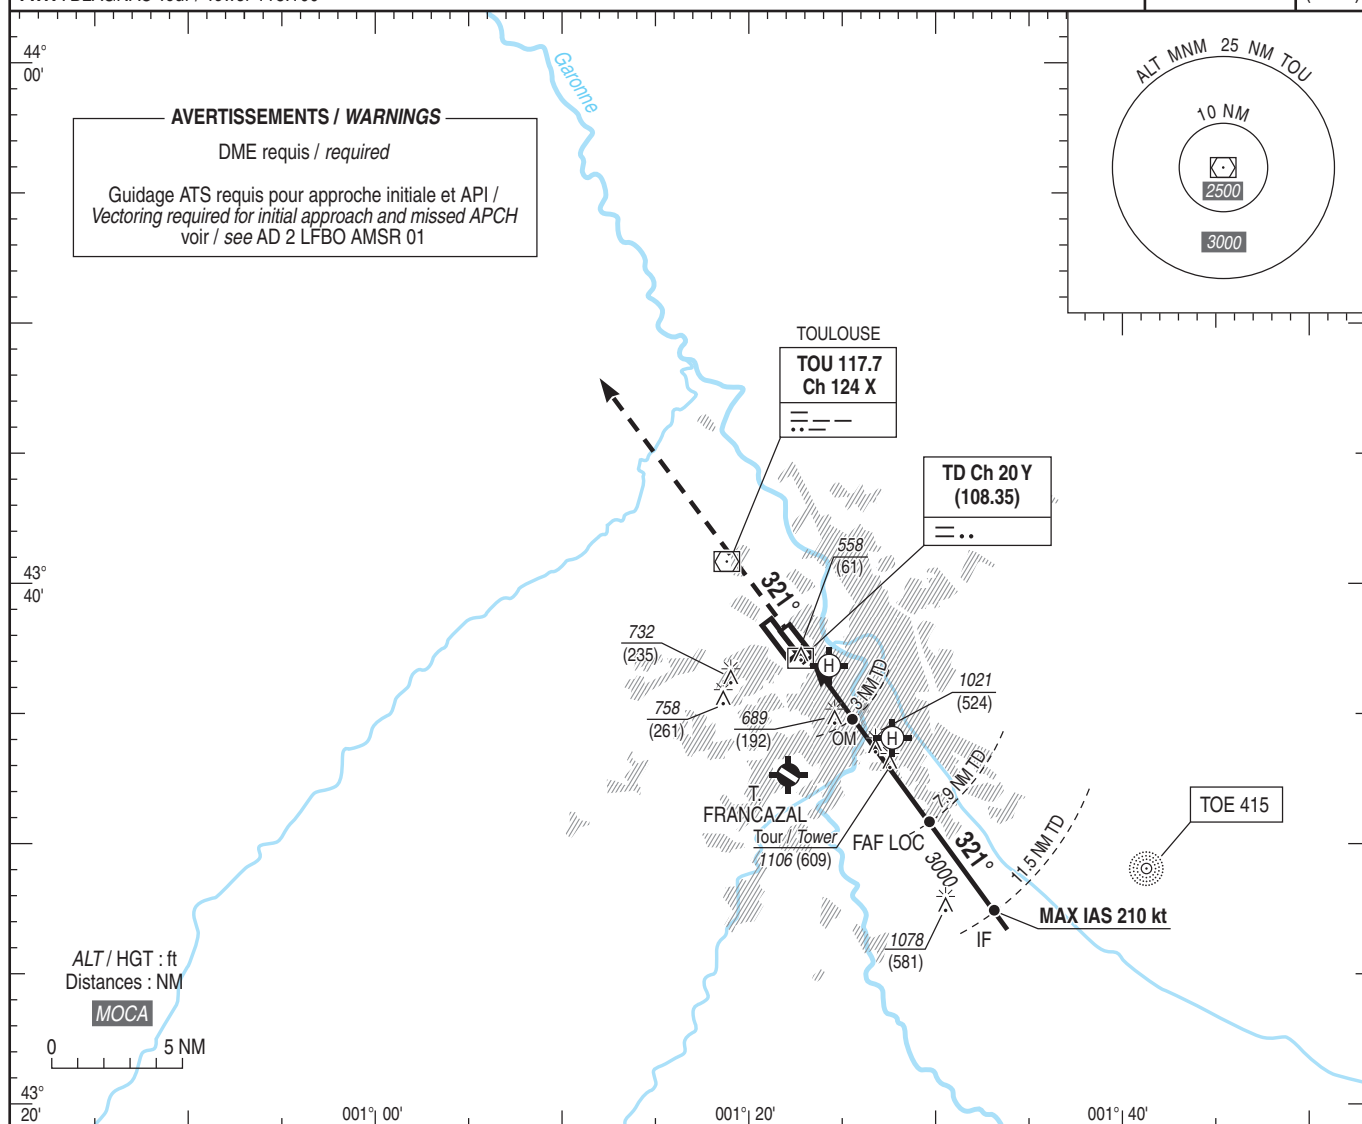 44°
00'
Garonne
AVERTISSEMENTS / WARNINGS
DME requis / required
Guidage ATS requis pour approche initiale et API /
Vectoring required for initial approach and missed APCH
voir / see AD 2 LFBO AMSR 01
ALT MNM 25 NM TOU
10 NM
2500
3000
TOULOUSE
TOU 117.7
Ch 124 X
TD Ch 20 Y
(108.35)
558
(61)
43°
40'
321°
732
(235)
H
3 NM TD
1021
(524)
758
(261)
689
(192)
OM
H
7.9 NM TD
T.
FRANCAZAL
Tour / Tower
1106 (609)
FAF LOC
321°
3000
11.5 NM TD
TOE 415
MAX IAS 210 kt
IF
1078
(581)
ALT / HGT : ft
Distances : NM
MOCA
0 5 NM
43°
20'
001° 00'
001° 20'
001° 40'